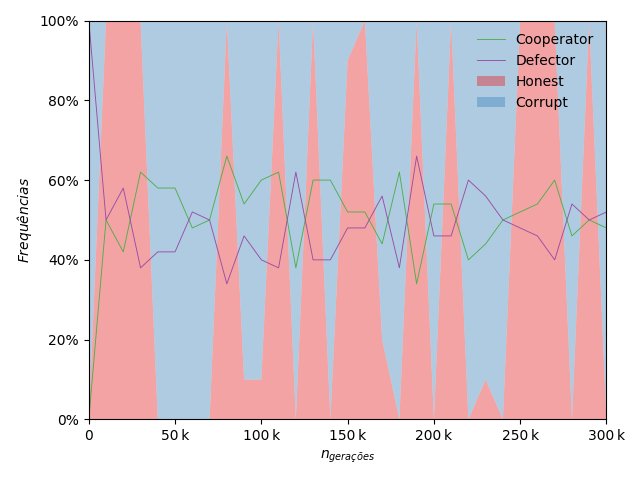 100%
80%
60%
40%
20%
0%
Frequências
Cooperator
Defector
Honest
Corrupt
0 50 k 100 k 150 k 200 k 250 k 300 k
n_gerações